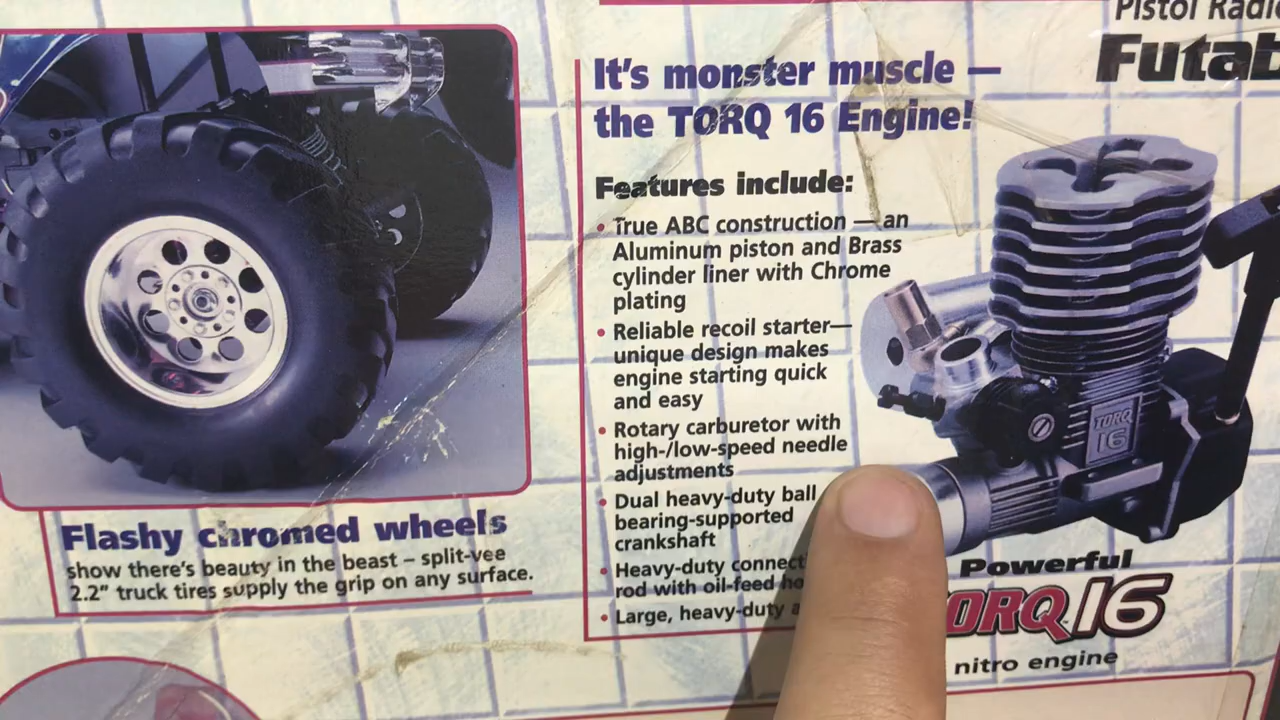 Pistol
Futab
It's monster muscle —
the TORQ 16 Engine!
Features include:
• True ABC construction — an
Aluminum piston and Brass
cylinder liner with Chrome
plating
• Reliable recoil starter—
unique design makes
engine starting quick
and easy
• Rotary carburetor with
high-/low-speed needle
adjustments
• Dual heavy-duty ball
bearing-supported
crankshaft
• Heavy-duty connect
rod with oil-feed
• Large, heavy-duty
TORQ
16
Powerful
TORQ 16
nitro engine
Flashy chromed wheels
show there's beauty in the beast – split-vee
2.2" truck tires supply the grip on any surface.